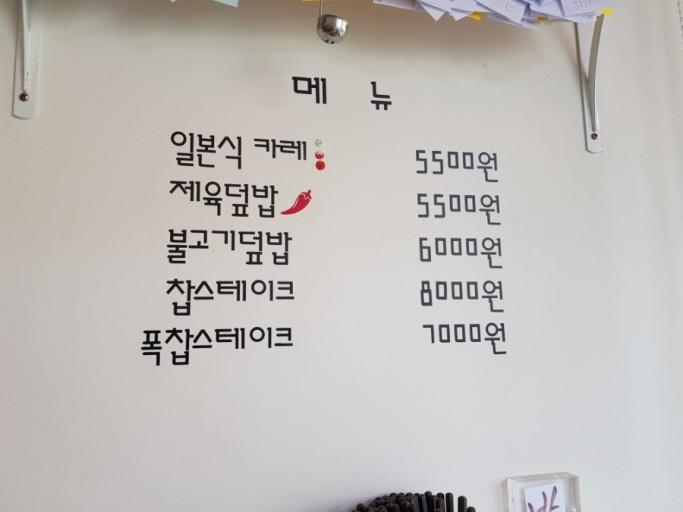 메 뉴
일본식 카레 5500원
제육덮밥 5500원
불고기덮밥 6000원
찹스테이크 8000원
폭찹스테이크 7000원